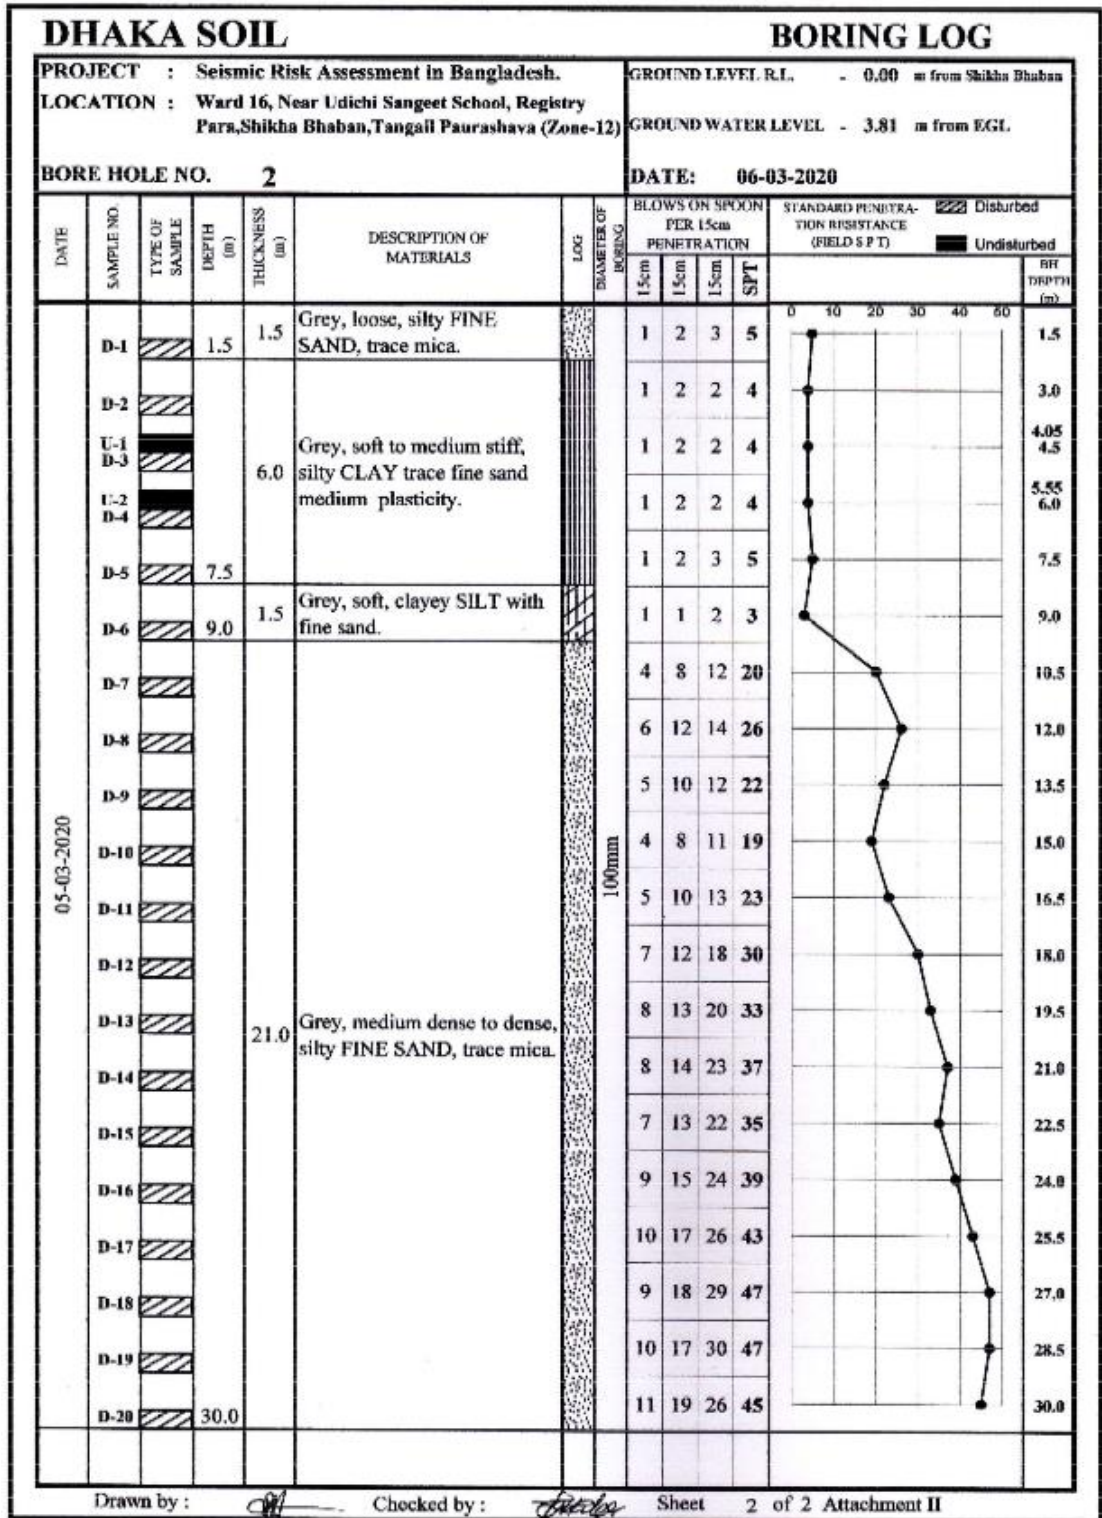 DHAKA SOIL
BORING LOG
PROJECT : Seismic Risk Assessment in Bangladesh.
LOCATION : Ward 16, Near Udichi Sangeet School, Registry
Para,Shikha Bhaban,Tangail Paurashava (Zone-12)
GROUND LEVEL R.L. - 0.00 m from Shikha Bhaban
GROUND WATER LEVEL - 3.81 m from EGL
BORE HOLE NO. 2
DATE: 06-03-2020
DATE
SAMPLE NO.
TYPE OF SAMPLE
DEPTH (m)
THICKNESS (m)
DESCRIPTION OF
MATERIALS
LOG
DIAMETER OF BORING
BLOWS ON SPOON
PER 15cm
PENETRATION
15cm 15cm 15cm SPT
STANDARD PENETRA-
TION RESISTANCE
(FIELD S P T)
Disturbed
Undisturbed
BH
DEPTH
(m)
0 10 20 30 40 50
05-03-2020
100mm
D-1 1.5 1.5 Grey, loose, silty FINE
SAND, trace mica.
1 2 3 5 1.5
D-2 1 2 2 4 3.0
U-1 4.05
D-3 1 2 2 4 4.5
6.0 Grey, soft to medium stiff,
silty CLAY trace fine sand
medium plasticity.
U-2 5.55
D-4 1 2 2 4 6.0
D-5 7.5 1 2 3 5 7.5
D-6 9.0 1.5 Grey, soft, clayey SILT with
fine sand.
1 1 2 3 9.0
D-7 4 8 12 20 10.5
D-8 6 12 14 26 12.0
D-9 5 10 12 22 13.5
D-10 4 8 11 19 15.0
D-11 5 10 13 23 16.5
D-12 7 12 18 30 18.0
D-13 8 13 20 33 19.5
21.0 Grey, medium dense to dense,
silty FINE SAND, trace mica.
D-14 8 14 23 37 21.0
D-15 7 13 22 35 22.5
D-16 9 15 24 39 24.0
D-17 10 17 26 43 25.5
D-18 9 18 29 47 27.0
D-19 10 17 30 47 28.5
D-20 30.0 11 19 26 45 30.0
Drawn by : Checked by : Sheet 2 of 2 Attachment II